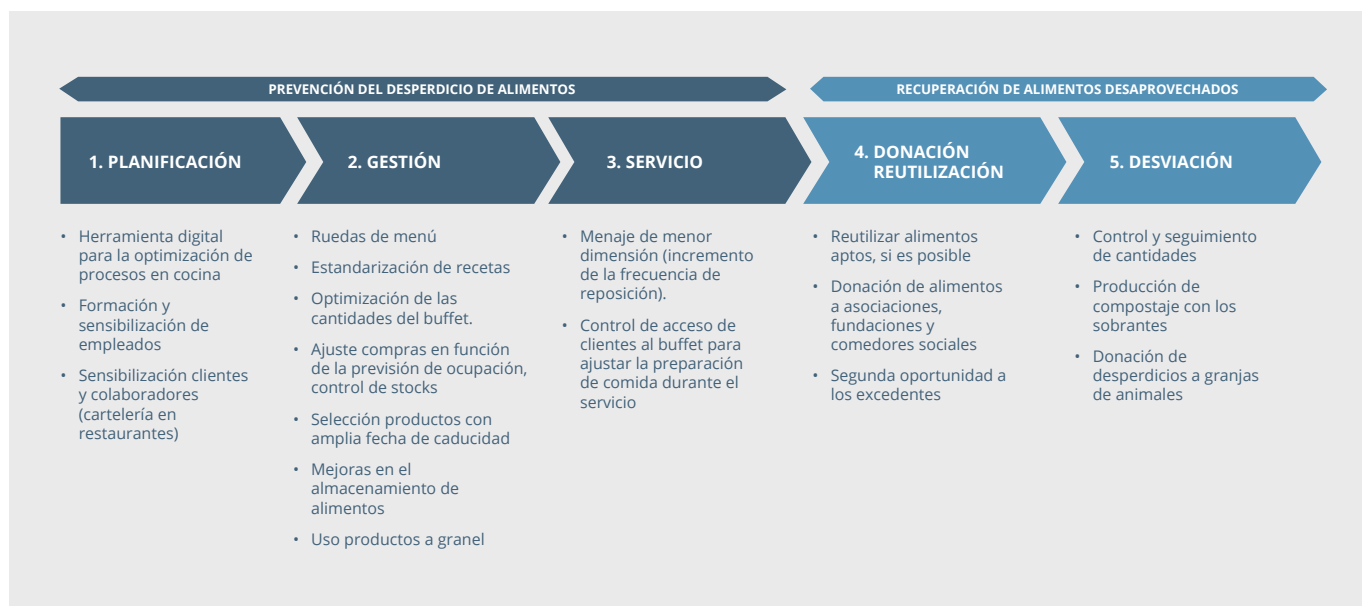 PREVENCIÓN DEL DESPERDICIO DE ALIMENTOS
RECUPERACIÓN DE ALIMENTOS DESAPROVECHADOS
1. PLANIFICACIÓN
2. GESTIÓN
3. SERVICIO
4. DONACIÓN
REUTILIZACIÓN
5. DESVIACIÓN
• Herramienta digital
para la optimización de
procesos en cocina
• Formación y
sensibilización de
empleados
• Sensibilización clientes
y colaboradores
(cartelería en
restaurantes)
• Ruedas de menú
• Estandarización de recetas
• Optimización de las
cantidades del buffet.
• Ajuste compras en función
de la previsión de ocupación,
control de stocks
• Selección productos con
amplia fecha de caducidad
• Mejoras en el
almacenamiento de
alimentos
• Uso productos a granel
• Menaje de menor
dimensión (incremento
de la frecuencia de
reposición).
• Control de acceso de
clientes al buffet para
ajustar la preparación
de comida durante el
servicio
• Reutilizar alimentos
aptos, si es posible
• Donación de alimentos
a asociaciones,
fundaciones y
comedores sociales
• Segunda oportunidad a
los excedentes
• Control y seguimiento
de cantidades
• Producción de
compostaje con los
sobrantes
• Donación de
desperdicios a granjas
de animales